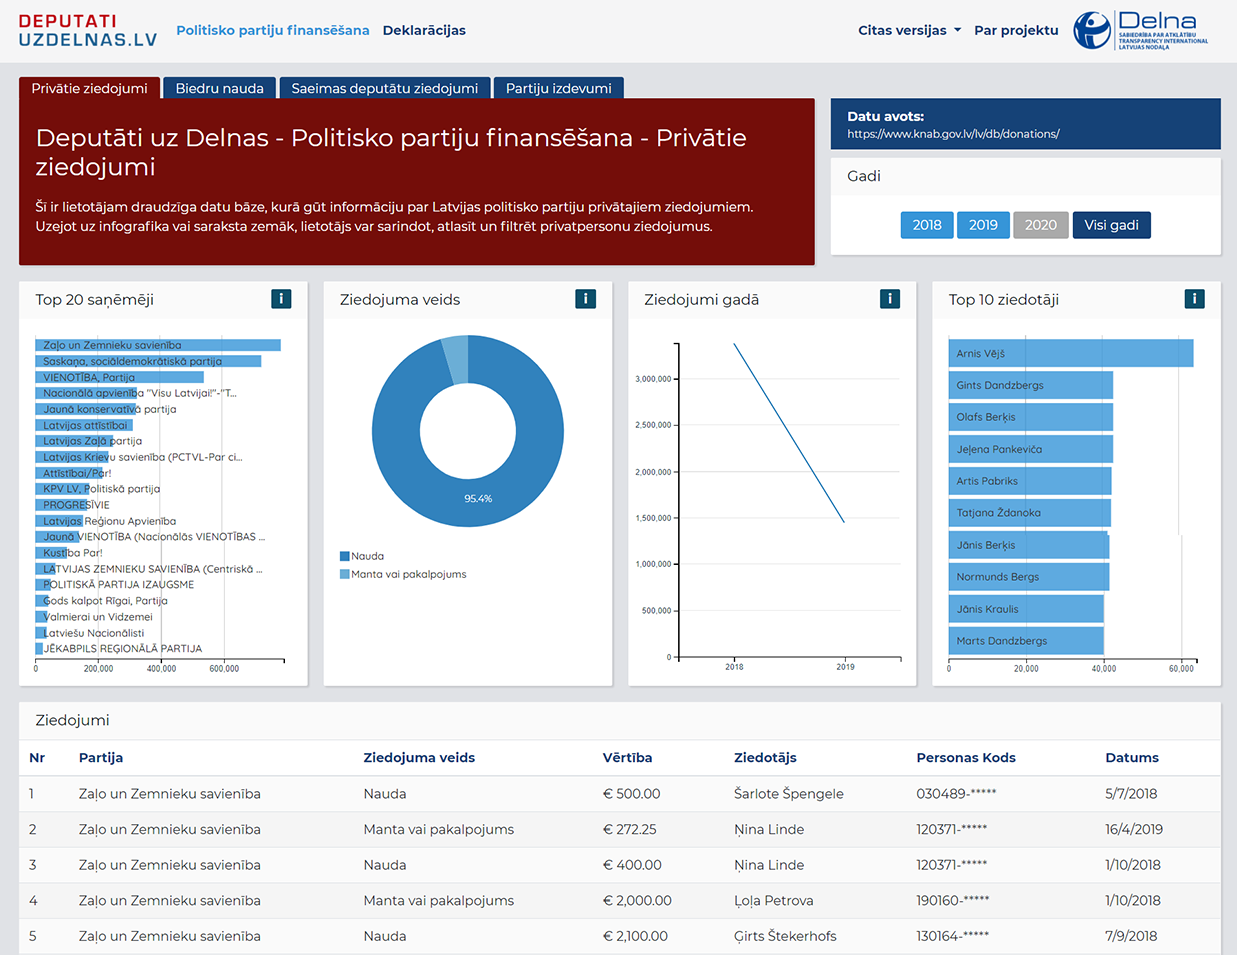 DEPUTATI
UZDELNAS.LV
Politisko partiju finansēšana
Deklarācijas
Citas versijas
Par projektu
Delna
SABIEDRĪBA PAR ATKLĀTĪBU
TRANSPARENCY INTERNATIONAL
LATVIJAS NODAĻA
Privātie ziedojumi
Biedru nauda
Saeimas deputātu ziedojumi
Partiju izdevumi
Deputāti uz Delnas - Politisko partiju finansēšana - Privātie
ziedojumi
Šī ir lietotājam draudzīga datu bāze, kurā gūt informāciju par Latvijas politisko partiju privātajiem ziedojumiem.
Uzejot uz infografika vai saraksta zemāk, lietotājs var sarindot, atlasīt un filtrēt privatpersonu ziedojumus.
Datu avots:
https://www.knab.gov.lv/lv/db/donations/
Gadi
2018
2019
2020
Visi gadi
Top 20 saņēmēji
i
Zaļo un Zemnieku savienība
Saskaņa, sociāldemokrātiskā partija
VIENOTĪBA, Partija
Nacionālā apvienība "Visu Latvijai!"-"T...
Jaunā konservatīvā partija
Latvijas attīstībai
Latvijas Zaļā partija
Latvijas Krievu savienība (PCTVL-Par ci...
Attīstībai/Par!
KPV LV, Politiskā partija
PROGRESĪVIE
Latvijas Reģionu Apvienība
Jaunā VIENOTĪBA (Nacionālās VIENOTĪBAS ...
Kustība Par!
LATVIJAS ZEMNIEKU SAVIENĪBA (Centriskā ...
POLITISKĀ PARTIJA IZAUGSME
Gods kalpot Rīgai, Partija
Valmierai un Vidzemei
Latviešu Nacionālisti
JĒKABPILS REĢIONĀLĀ PARTIJA
0 200,000 400,000 600,000
Ziedojuma veids
i
95.4%
Nauda
Manta vai pakalpojums
Ziedojumi gadā
i
3,000,000
2,500,000
2,000,000
1,500,000
1,000,000
500,000
0
2018 2019
Top 10 ziedotāji
i
Arnis Vējš
Gints Dandzbergs
Olafs Berķis
Jeļena Pankeviča
Artis Pabriks
Tatjana Ždanoka
Jānis Berķis
Normunds Bergs
Jānis Kraulis
Marts Dandzbergs
0 20,000 40,000 60,000
Ziedojumi
Nr Partija Ziedojuma veids Vērtība Ziedotājs Personas Kods Datums
1 Zaļo un Zemnieku savienība Nauda € 500.00 Šarlote Špengele 030489-***** 5/7/2018
2 Zaļo un Zemnieku savienība Manta vai pakalpojums € 272.25 Ņina Linde 120371-***** 16/4/2019
3 Zaļo un Zemnieku savienība Nauda € 400.00 Ņina Linde 120371-***** 1/10/2018
4 Zaļo un Zemnieku savienība Manta vai pakalpojums € 2,000.00 Ļoļa Petrova 190160-***** 1/10/2018
5 Zaļo un Zemnieku savienība Nauda € 2,100.00 Ģirts Štekerhofs 130164-***** 7/9/2018